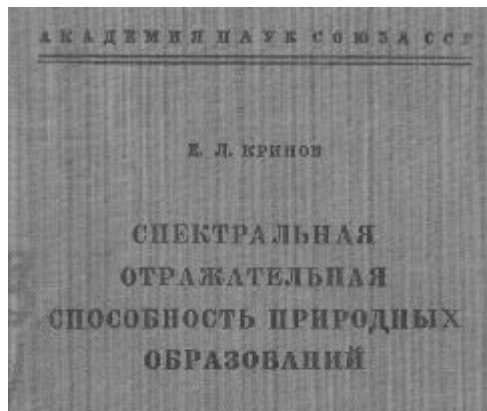 АКАДЕМИЯ НАУК СОЮЗА ССР
Е. Л. КРИНОВ
СПЕКТРАЛЬНАЯ
ОТРАЖАТЕЛЬНАЯ
СПОСОБНОСТЬ ПРИРОДНЫХ
ОБРАЗОВАНИЙ